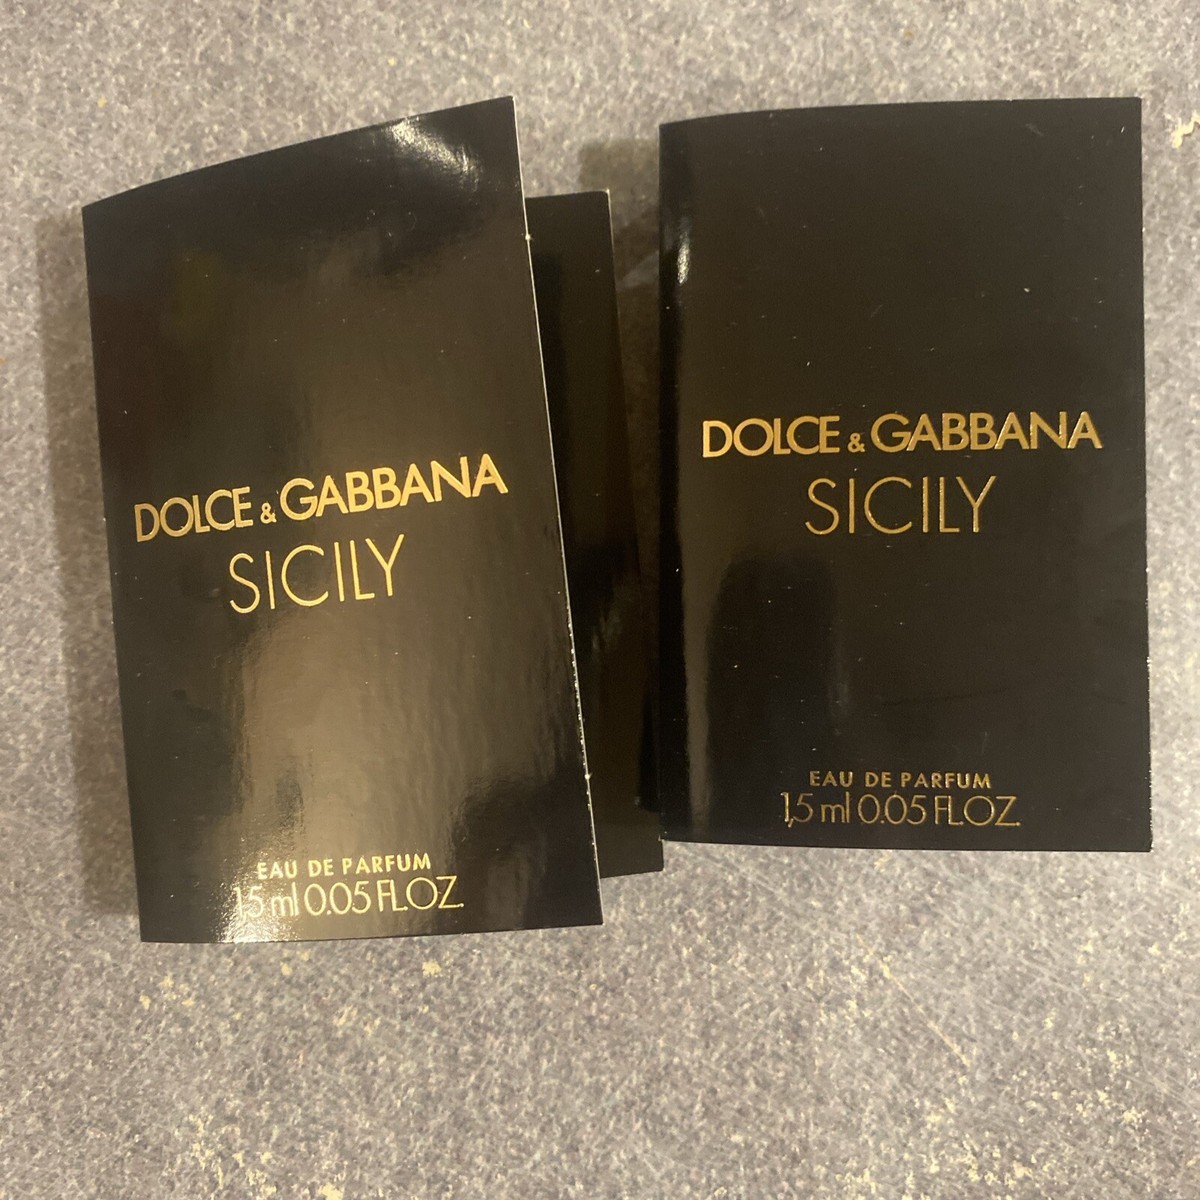 DOLCE & GABBANA
SICILY
EAU DE PARFUM
1,5 ml 0.05 FL.OZ.
DOLCE & GABBANA
SICILY
EAU DE PARFUM
1,5 ml 0.05 FL.OZ.